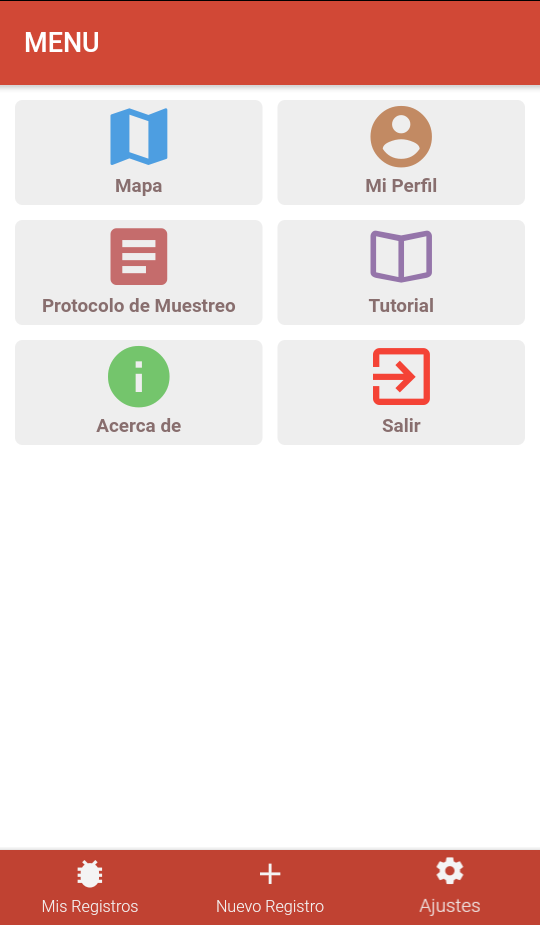 MENU
Mapa
Mi Perfil
Protocolo de Muestreo
Tutorial
Acerca de
Salir
Mis Registros
Nuevo Registro
Ajustes